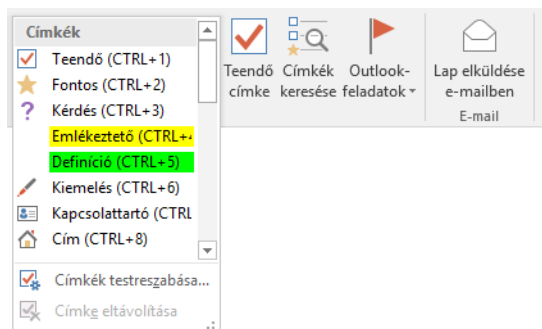 Címkék
Teendő (CTRL+1)
Fontos (CTRL+2)
Kérdés (CTRL+3)
Emlékeztető (CTRL+4
Definíció (CTRL+5)
Kiemelés (CTRL+6)
Kapcsolattartó (CTRL
Cím (CTRL+8)
Címkék testreszabása...
Címke eltávolítása
Teendő
címke
Címkék
keresése
Outlook-
feladatok
Lap elküldése
e-mailben
E-mail